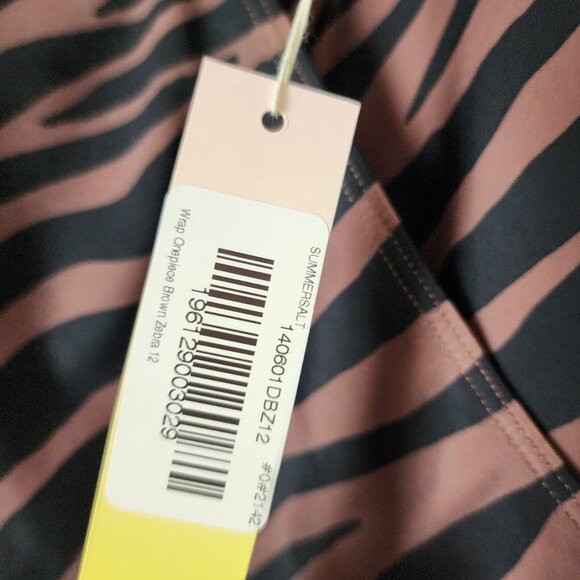 SUMMERSALT
140601DBZ12 #0#2142
196129003029
Wrap Onepiece Brown Zebra 12